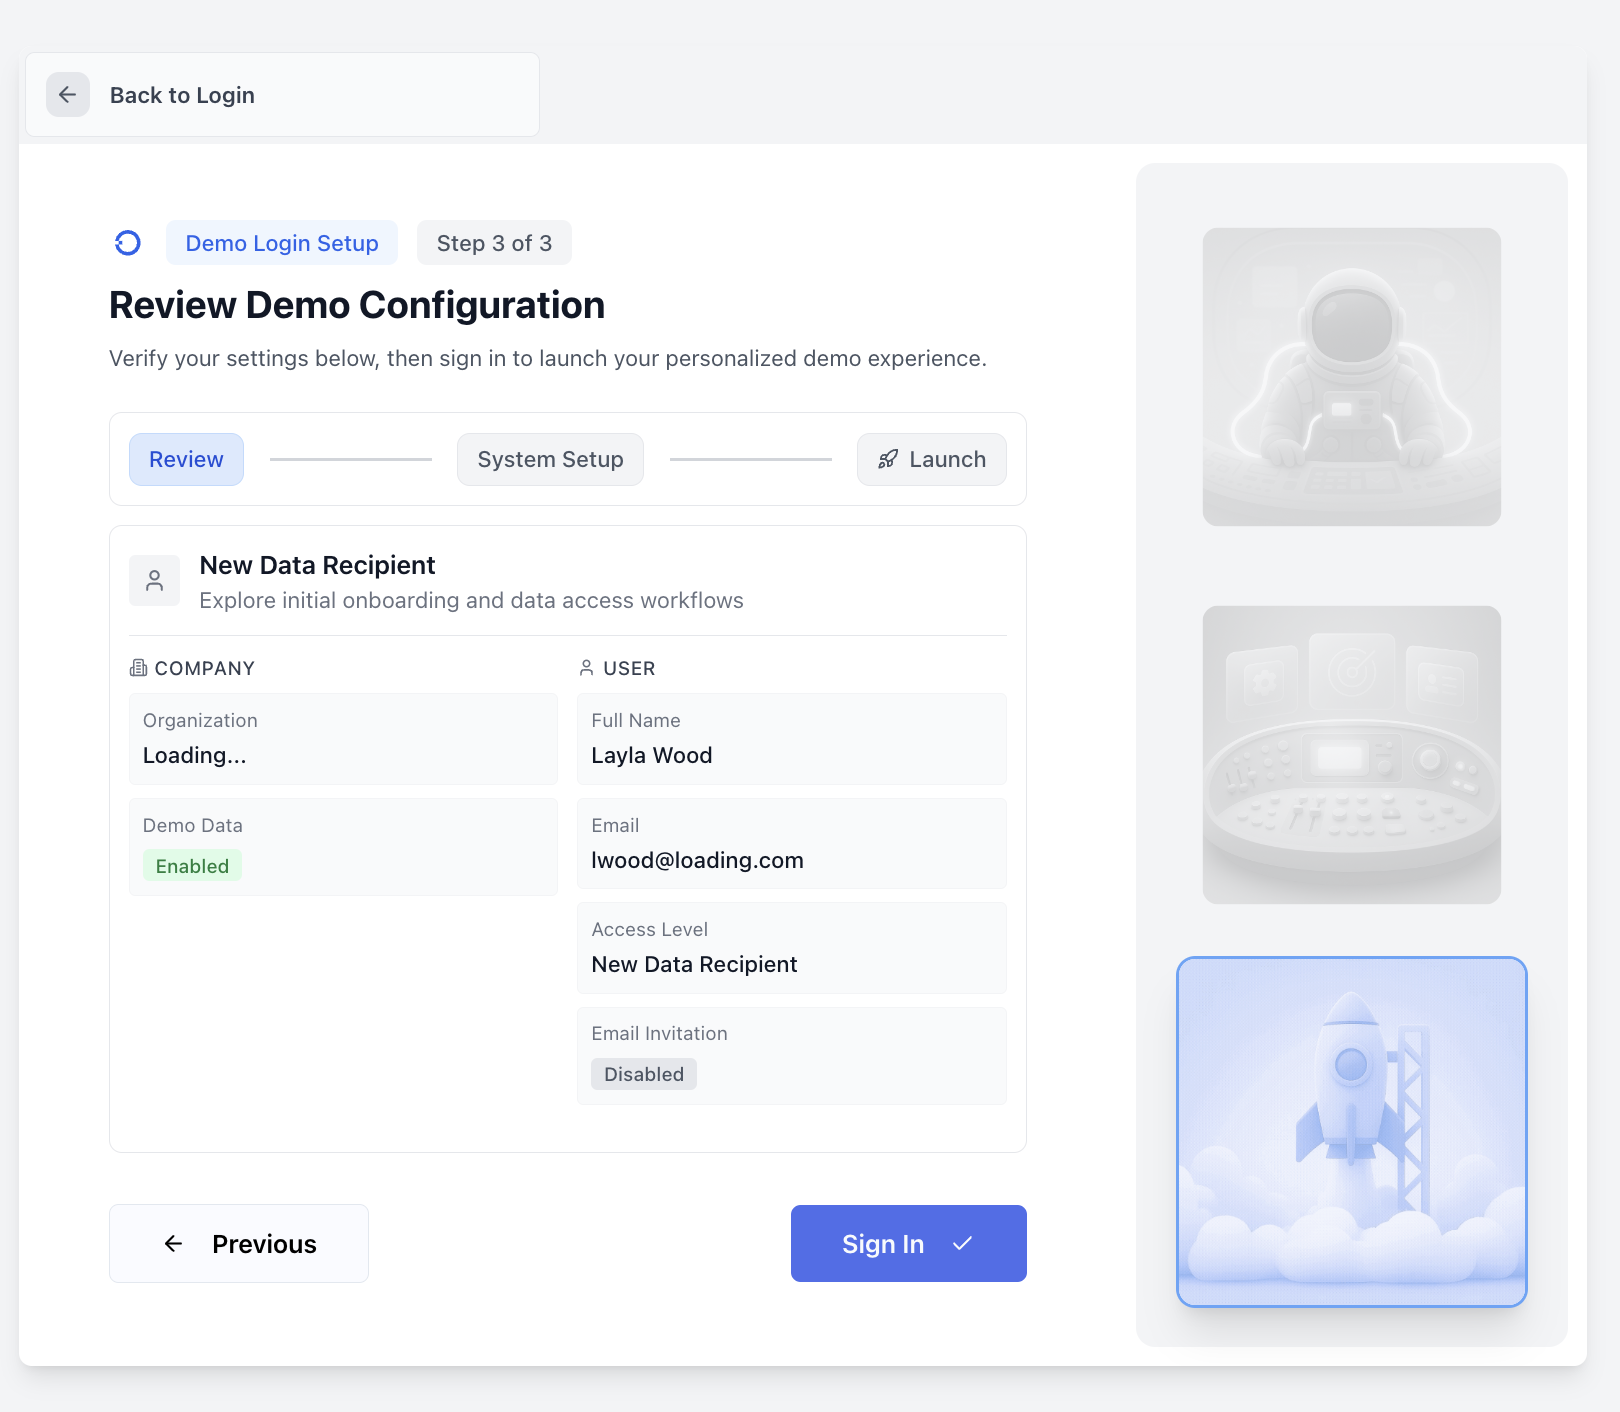 Back to Login
Demo Login Setup
Step 3 of 3
Review Demo Configuration
Verify your settings below, then sign in to launch your personalized demo experience.
Review
System Setup
Launch
New Data Recipient
Explore initial onboarding and data access workflows
COMPANY
Organization
Loading...
Demo Data
Enabled
USER
Full Name
Layla Wood
Email
lwood@loading.com
Access Level
New Data Recipient
Email Invitation
Disabled
Previous
Sign In